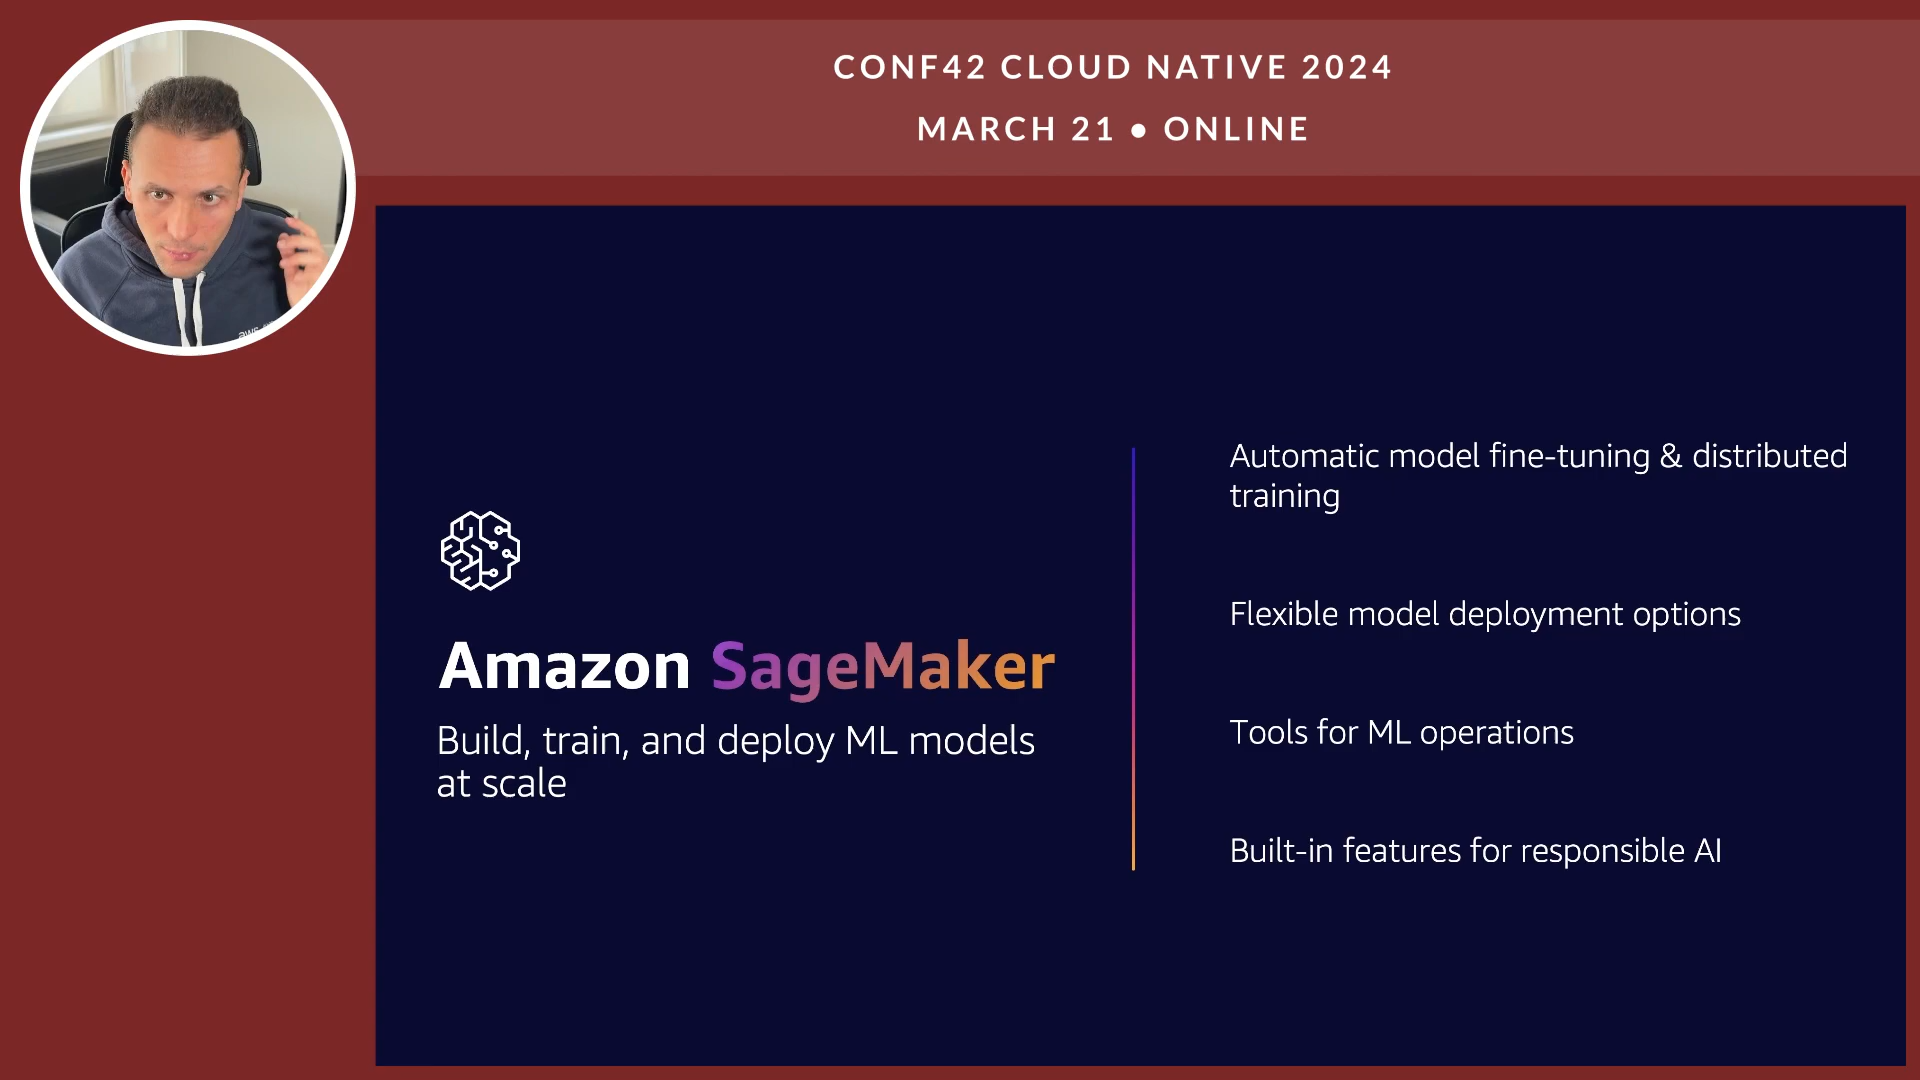 CONF42 CLOUD NATIVE 2024
MARCH 21 • ONLINE
aws
Amazon SageMaker
Build, train, and deploy ML models
at scale
Automatic model fine-tuning & distributed
training
Flexible model deployment options
Tools for ML operations
Built-in features for responsible AI